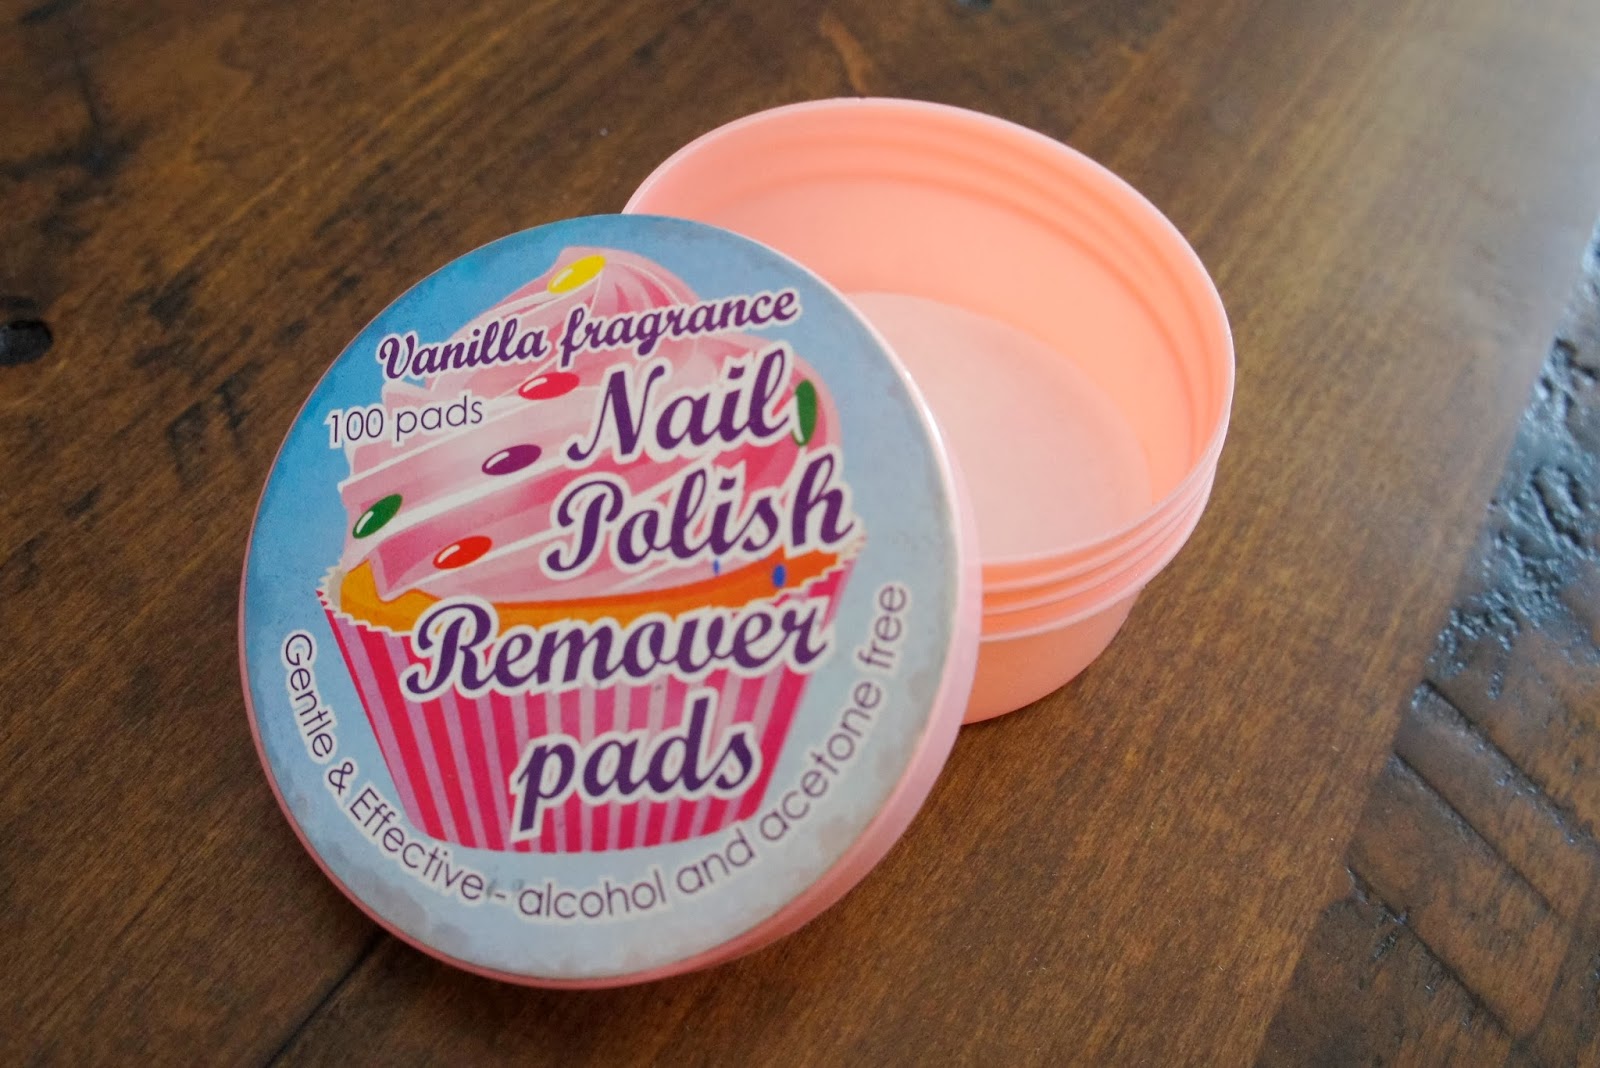 Vanilla fragrance
100 pads
Nail
Polish
Remover
pads
Gentle & Effective - alcohol and acetone free